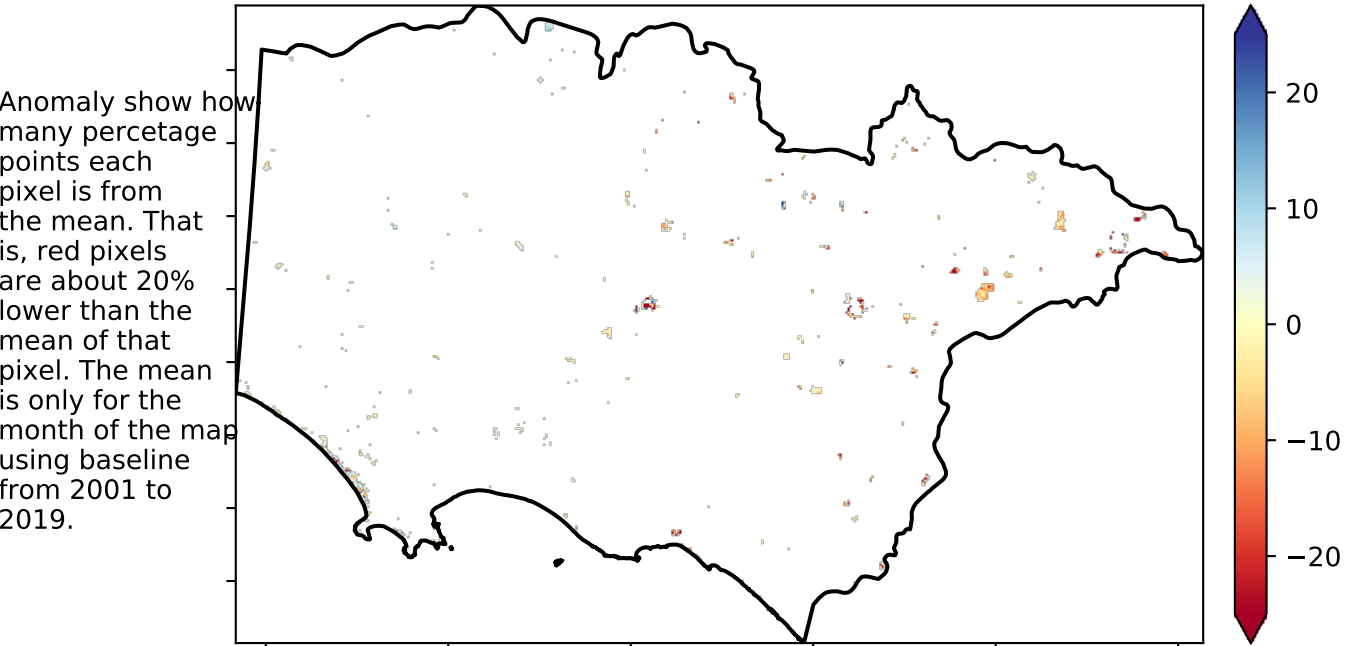 Anomaly show how
many percetage
points each
pixel is from
the mean. That
is, red pixels
are about 20%
lower than the
mean of that
pixel. The mean
is only for the
month of the map
using baseline
from 2001 to
2019.
20
10
0
−10
−20